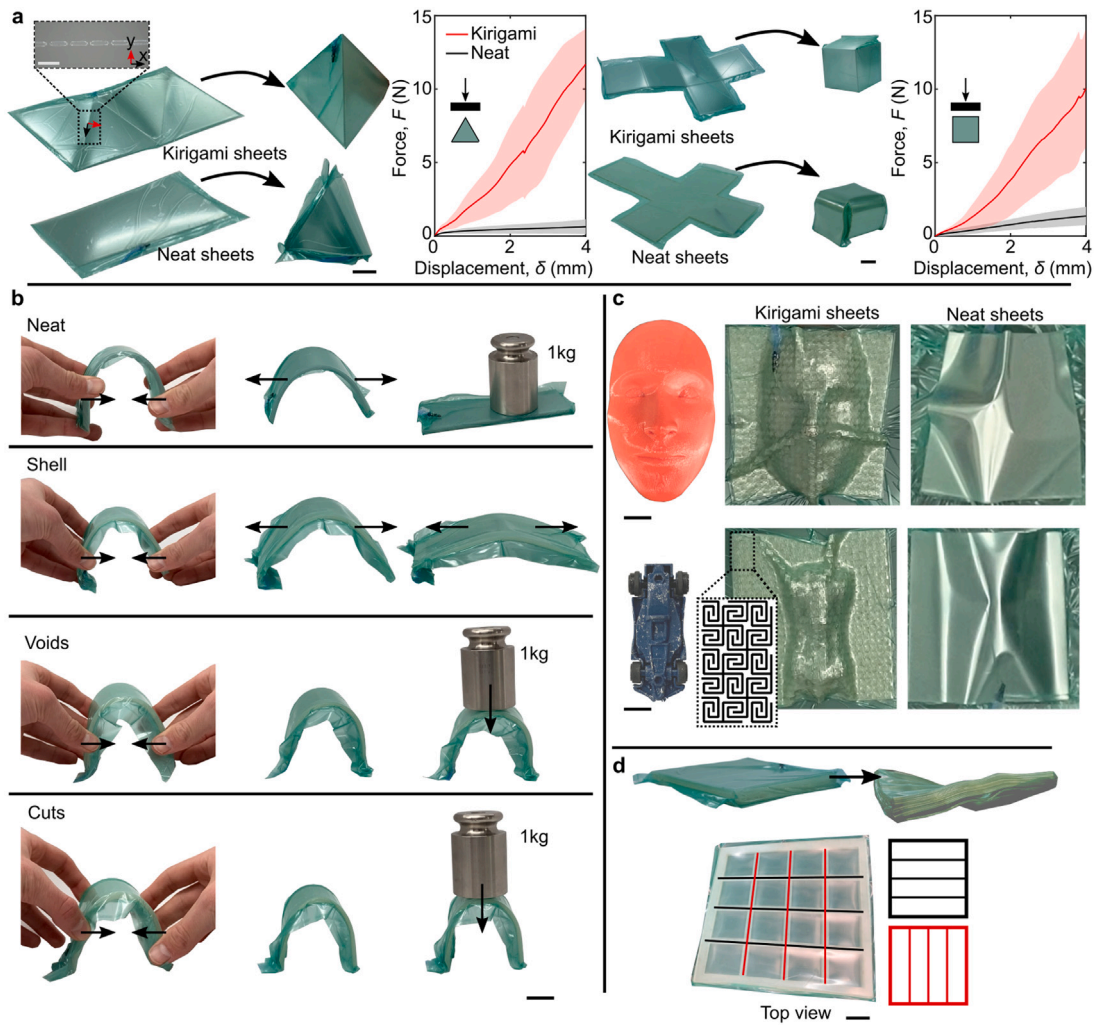 a
y
x
Kirigami sheets
Neat sheets
15
10
5
0
Force, F (N)
Kirigami
Neat
0
2
4
Displacement, δ (mm)
Kirigami sheets
Neat sheets
15
10
5
0
Force, F (N)
0
2
4
Displacement, δ (mm)
b
Neat
1kg
Shell
Voids
1kg
Cuts
1kg
c
Kirigami sheets
Neat sheets
d
Top view